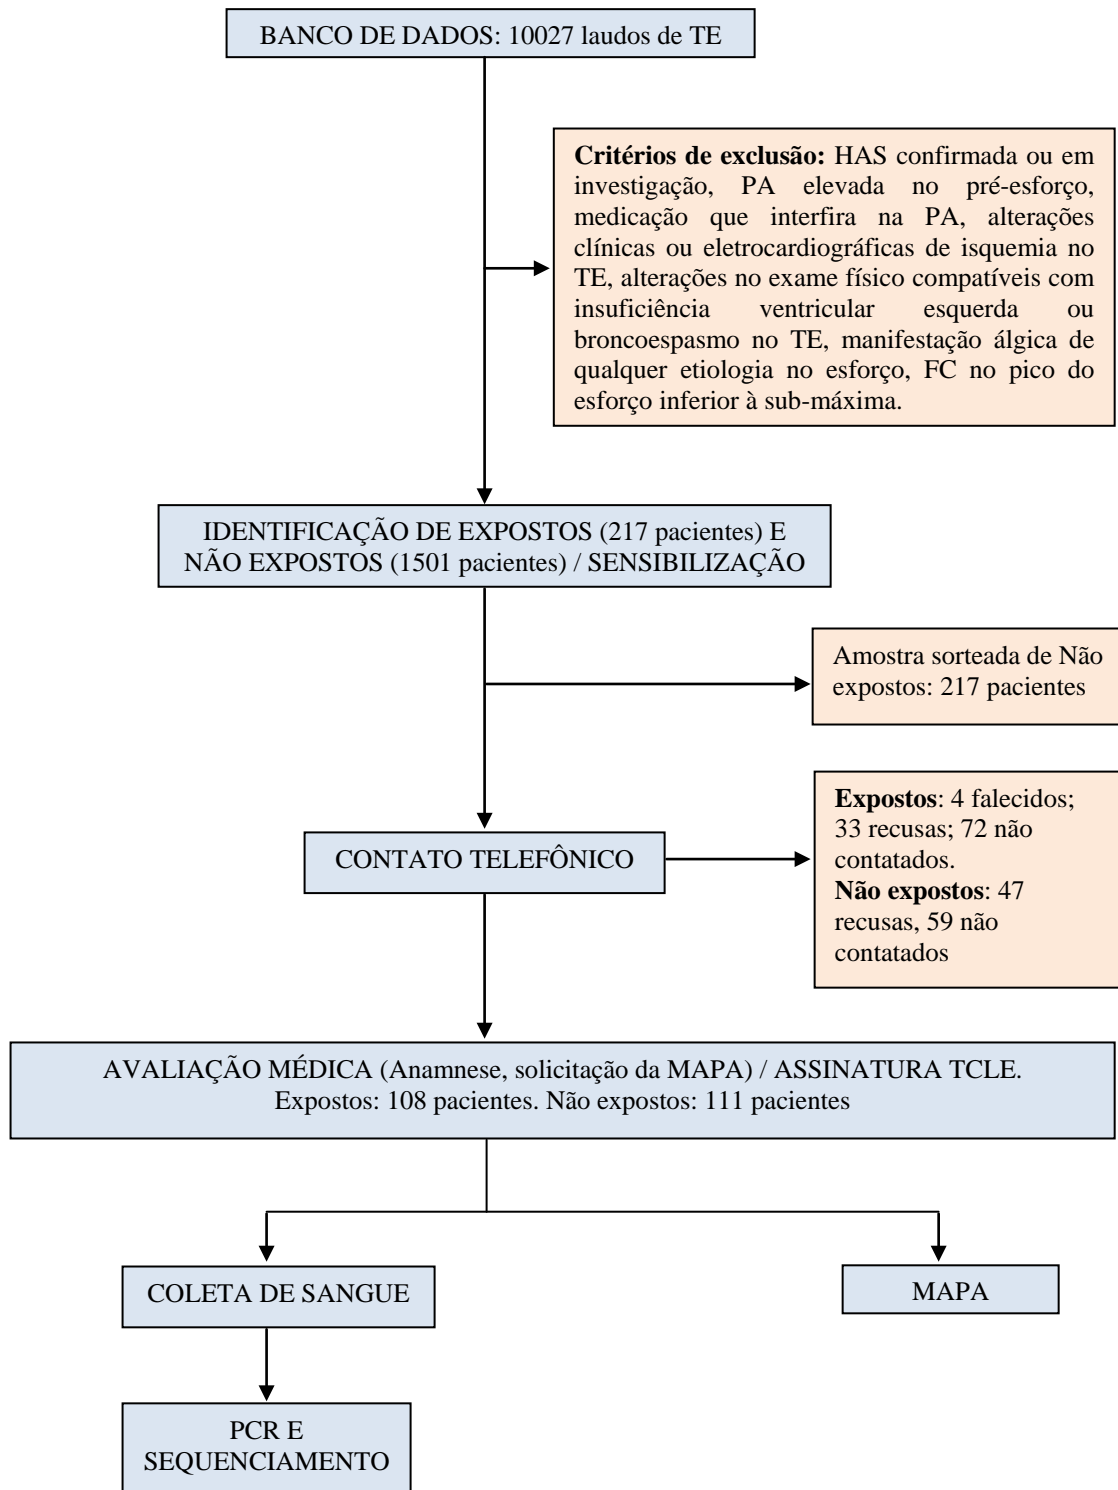 BANCO DE DADOS: 10027 laudos de TE
Critérios de exclusão: HAS confirmada ou em
investigação, PA elevada no pré-esforço,
medicação que interfira na PA, alterações
clínicas ou eletrocardiográficas de isquemia no
TE, alterações no exame físico compatíveis com
insuficiência ventricular esquerda ou
broncoespasmo no TE, manifestação álgica de
qualquer etiologia no esforço, FC no pico do
esforço inferior à sub-máxima.
IDENTIFICAÇÃO DE EXPOSTOS (217 pacientes) E
NÃO EXPOSTOS (1501 pacientes) / SENSIBILIZAÇÃO
Amostra sorteada de Não
expostos: 217 pacientes
CONTATO TELEFÔNICO
Expostos: 4 falecidos;
33 recusas; 72 não
contatados.
Não expostos: 47
recusas, 59 não
contatados
AVALIAÇÃO MÉDICA (Anamnese, solicitação da MAPA) / ASSINATURA TCLE.
Expostos: 108 pacientes. Não expostos: 111 pacientes
COLETA DE SANGUE
MAPA
PCR E
SEQUENCIAMENTO